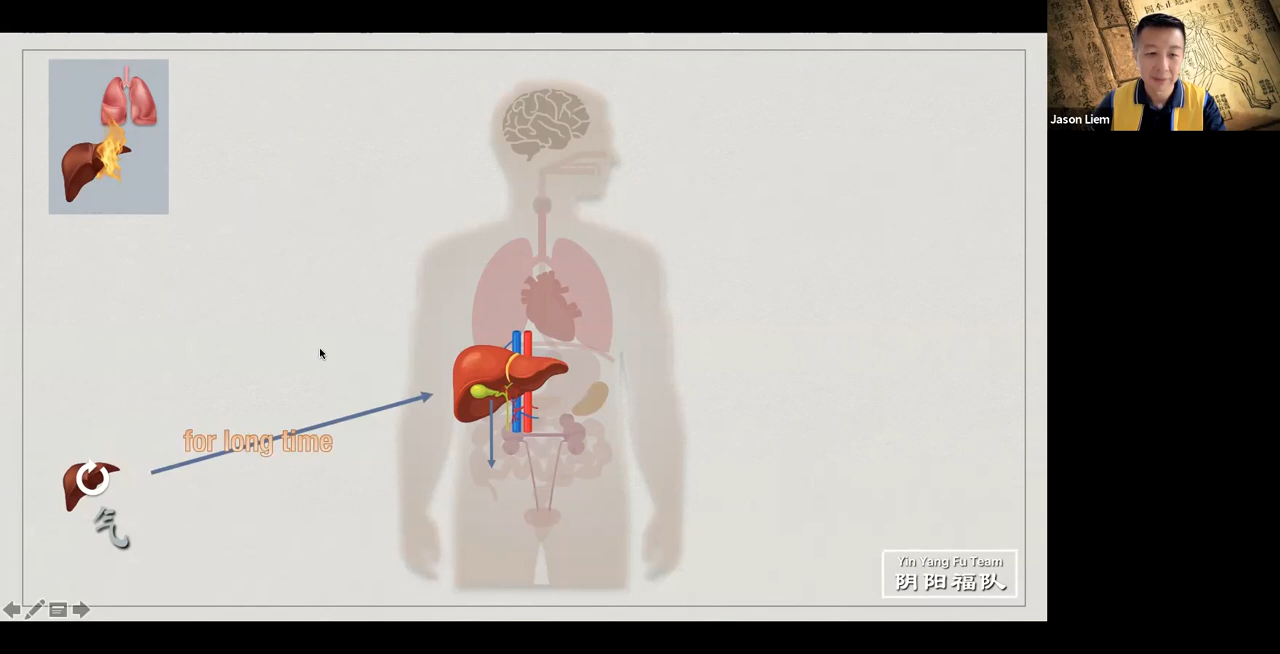 Jason Liem
for long time
气
Yin Yang Fu Team
阴阳福队